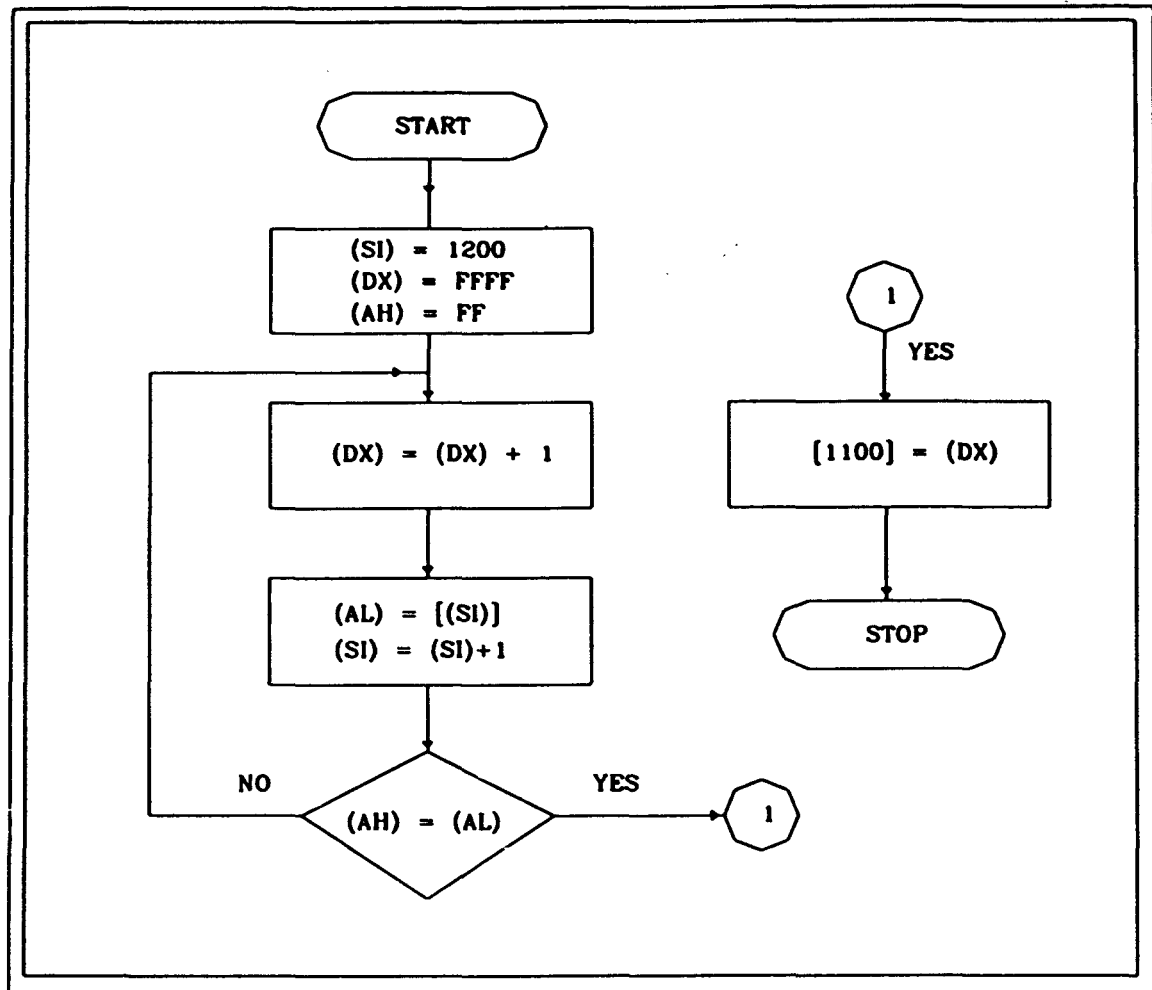 START
(SI) = 1200
(DX) = FFFF
(AH) = FF
(DX) = (DX) + 1
(AL) = [(SI)]
(SI) = (SI)+1
NO
(AH) = (AL)
YES
1
1
YES
[1100] = (DX)
STOP